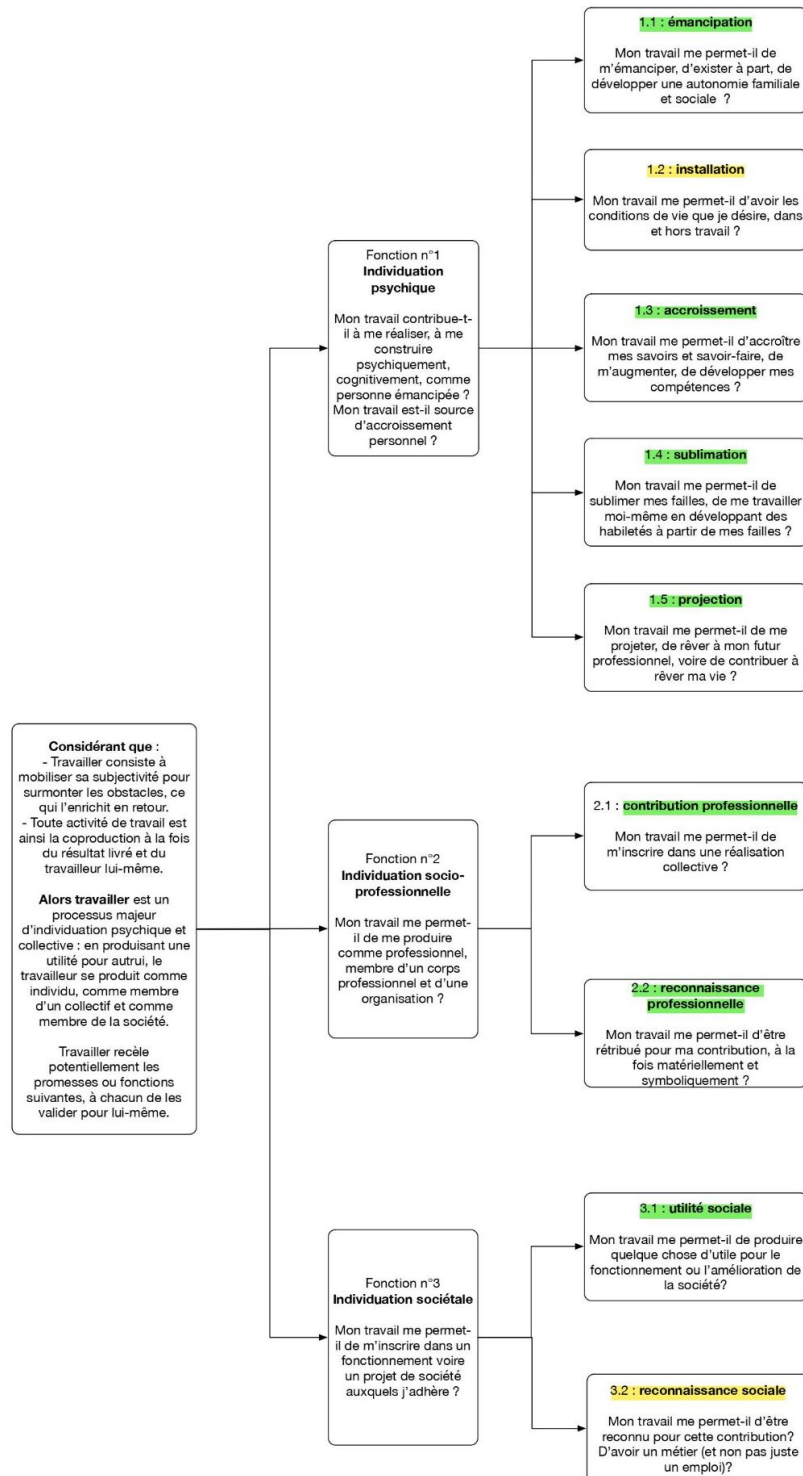 Considérant que :
- Travailler consiste à
mobiliser sa subjectivité pour
surmonter les obstacles, ce
qui l'enrichit en retour.
- Toute activité de travail est
ainsi la coproduction à la fois
du résultat livré et du
travailleur lui-même.
Alors travailler est un
processus majeur
d'individuation psychique et
collective : en produisant une
utilité pour autrui, le
travailleur se produit comme
individu, comme membre
d'un collectif et comme
membre de la société.
Travailler recèle
potentiellement les
promesses ou fonctions
suivantes, à chacun de les
valider pour lui-même.
Fonction n°1
Individuation
psychique
Mon travail contribue-t-
il à me réaliser, à me
construire
psychiquement,
cognitivement, comme
personne émancipée ?
Mon travail est-il source
d'accroissement
personnel ?
1.1 : émancipation
Mon travail me permet-il de
m'émanciper, d'exister à part, de
développer une autonomie familiale
et sociale ?
1.2 : installation
Mon travail me permet-il d'avoir les
conditions de vie que je désire, dans
et hors travail ?
1.3 : accroissement
Mon travail me permet-il d'accroître
mes savoirs et savoir-faire, de
m'augmenter, de développer mes
compétences ?
1.4 : sublimation
Mon travail me permet-il de
sublimer mes failles, de me travailler
moi-même en développant des
habiletés à partir de mes failles ?
1.5 : projection
Mon travail me permet-il de me
projeter, de rêver à mon futur
professionnel, voire de contribuer à
rêver ma vie ?
Fonction n°2
Individuation socio-
professionnelle
Mon travail me permet-
il de me produire
comme professionnel,
membre d'un corps
professionnel et d'une
organisation ?
2.1 : contribution professionnelle
Mon travail me permet-il de
m'inscrire dans une réalisation
collective ?
2.2 : reconnaissance
professionnelle
Mon travail me permet-il d'être
rétribué pour ma contribution, à la
fois matériellement et
symboliquement ?
Fonction n°3
Individuation sociétale
Mon travail me permet-
il de m'inscrire dans un
fonctionnement voire
un projet de société
auxquels j'adhère ?
3.1 : utilité sociale
Mon travail me permet-il de produire
quelque chose d'utile pour le
fonctionnement ou l'amélioration de
la société?
3.2 : reconnaissance sociale
Mon travail me permet-il d'être
reconnu pour cette contribution?
D'avoir un métier (et non pas juste
un emploi)?